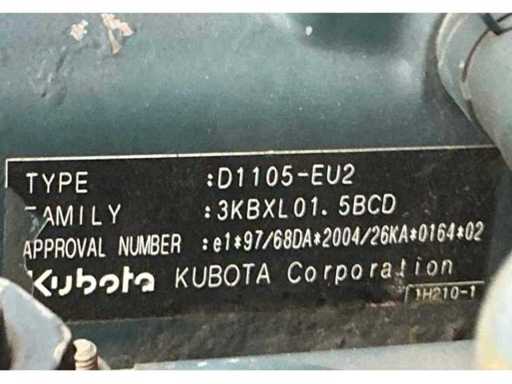 TYPE :D1105-EU2
FAMILY :3KBXL01.5BCD
APPROVAL NUMBER :e1*97/68DA*2004/26KA*0164*02
Kubota KUBOTA Corporation
1H210-1